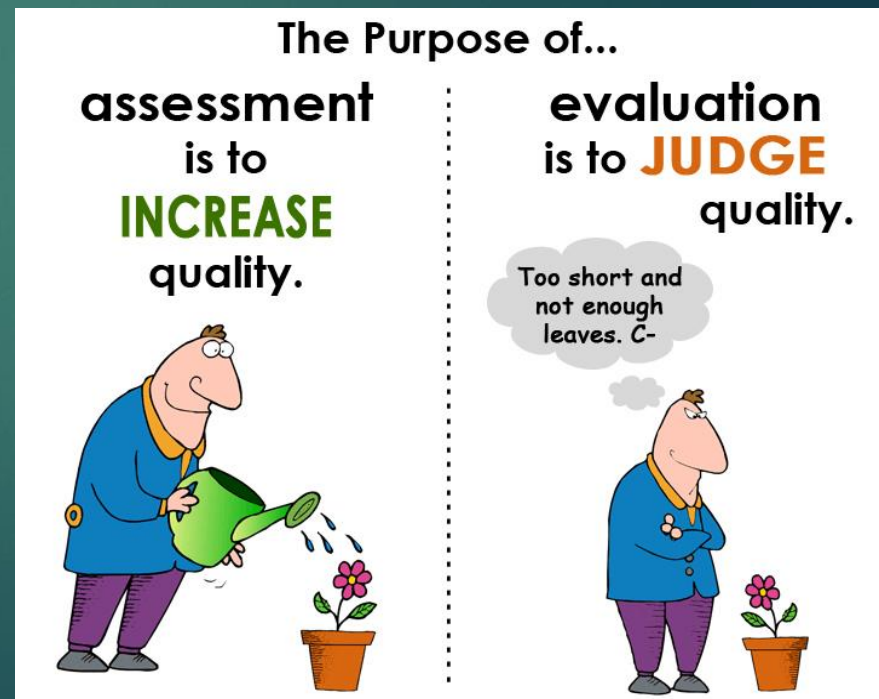 The Purpose of...
assessment
is to
INCREASE
quality.
evaluation
is to JUDGE
quality.
Too short and
not enough
leaves. C-